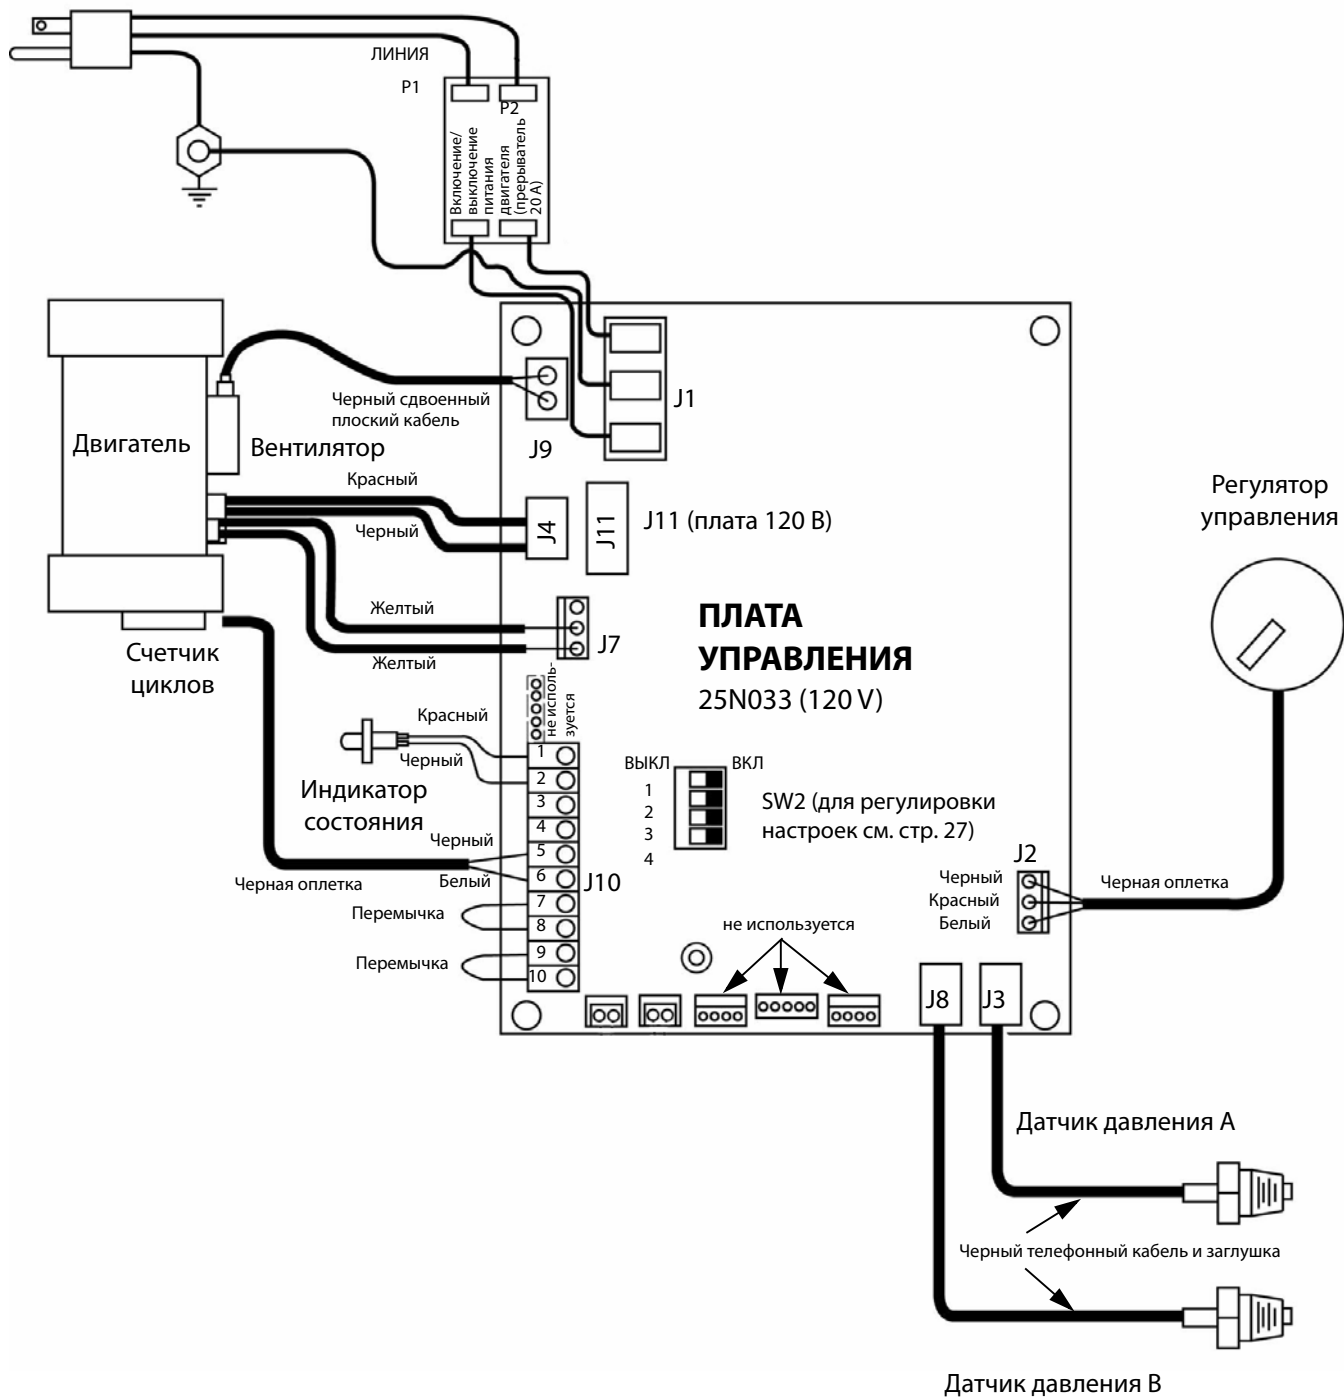 ЛИНИЯ
P1
P2
Включение/
выключение
питания
двигателя
(прерыватель
20 А)
Двигатель
Вентилятор
Черный сдвоенный
плоский кабель
J9
J1
Красный
Черный
J4
J11
J11 (плата 120 В)
Регулятор
управления
Желтый
Желтый
J7
Счетчик
циклов
ПЛАТА
УПРАВЛЕНИЯ
25N033 (120 V)
не исполь-
зуется
Красный
Черный
Индикатор
состояния
1
2
3
4
5
6
7
8
9
10
J10
Черный
Белый
Черная оплетка
Перемычка
Перемычка
ВЫКЛ
ВКЛ
1
2
3
4
SW2 (для регулировки
настроек см. стр. 27)
J2
Черный
Красный
Белый
Черная оплетка
не используется
J8
J3
Датчик давления A
Черный телефонный кабель и заглушка
Датчик давления B